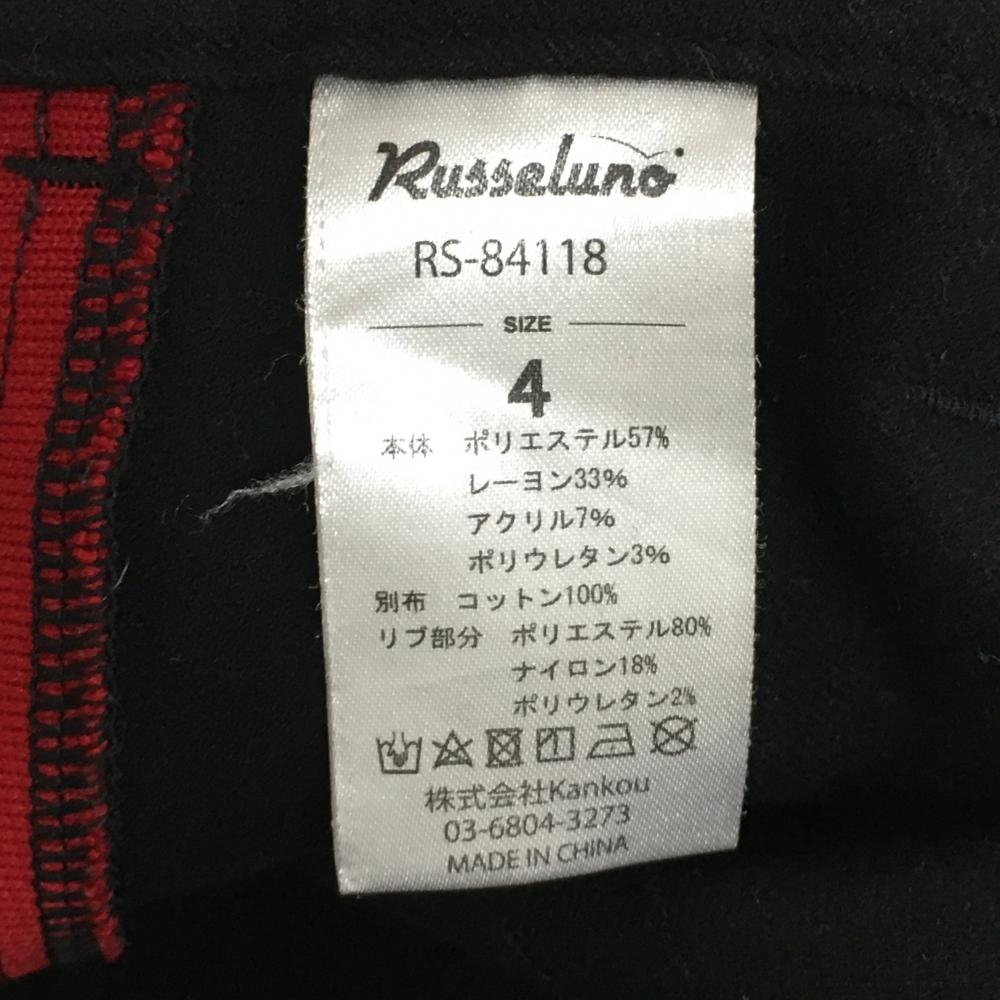 Russeluno
RS-84118
SIZE
4
本体 ポリエステル57%
レーヨン33%
アクリル7%
ポリウレタン3%
別布 コットン100%
リブ部分 ポリエステル80%
ナイロン18%
ポリウレタン2%
株式会社Kankou
03-6804-3273
MADE IN CHINA